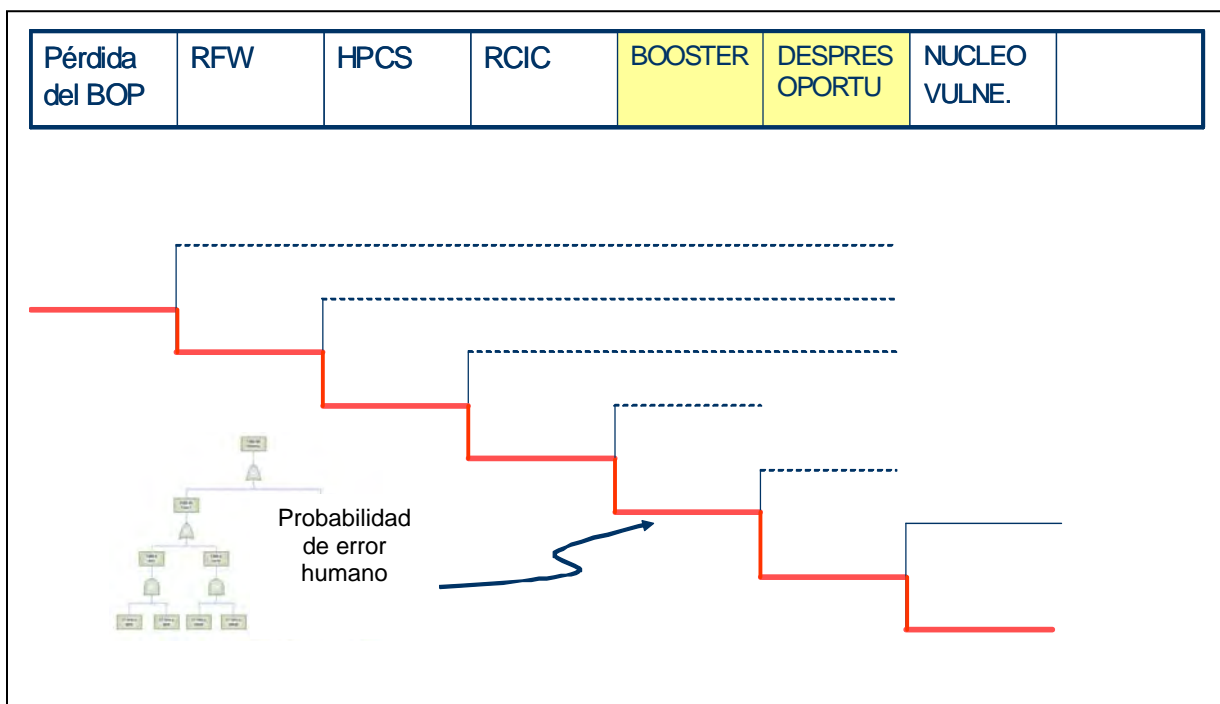 Pérdida
del BOP
RFW
HPCS
RCIC
BOOSTER
DESPRES
OPORTU
NUCLEO
VULNE.
Probabilidad
de error
humano